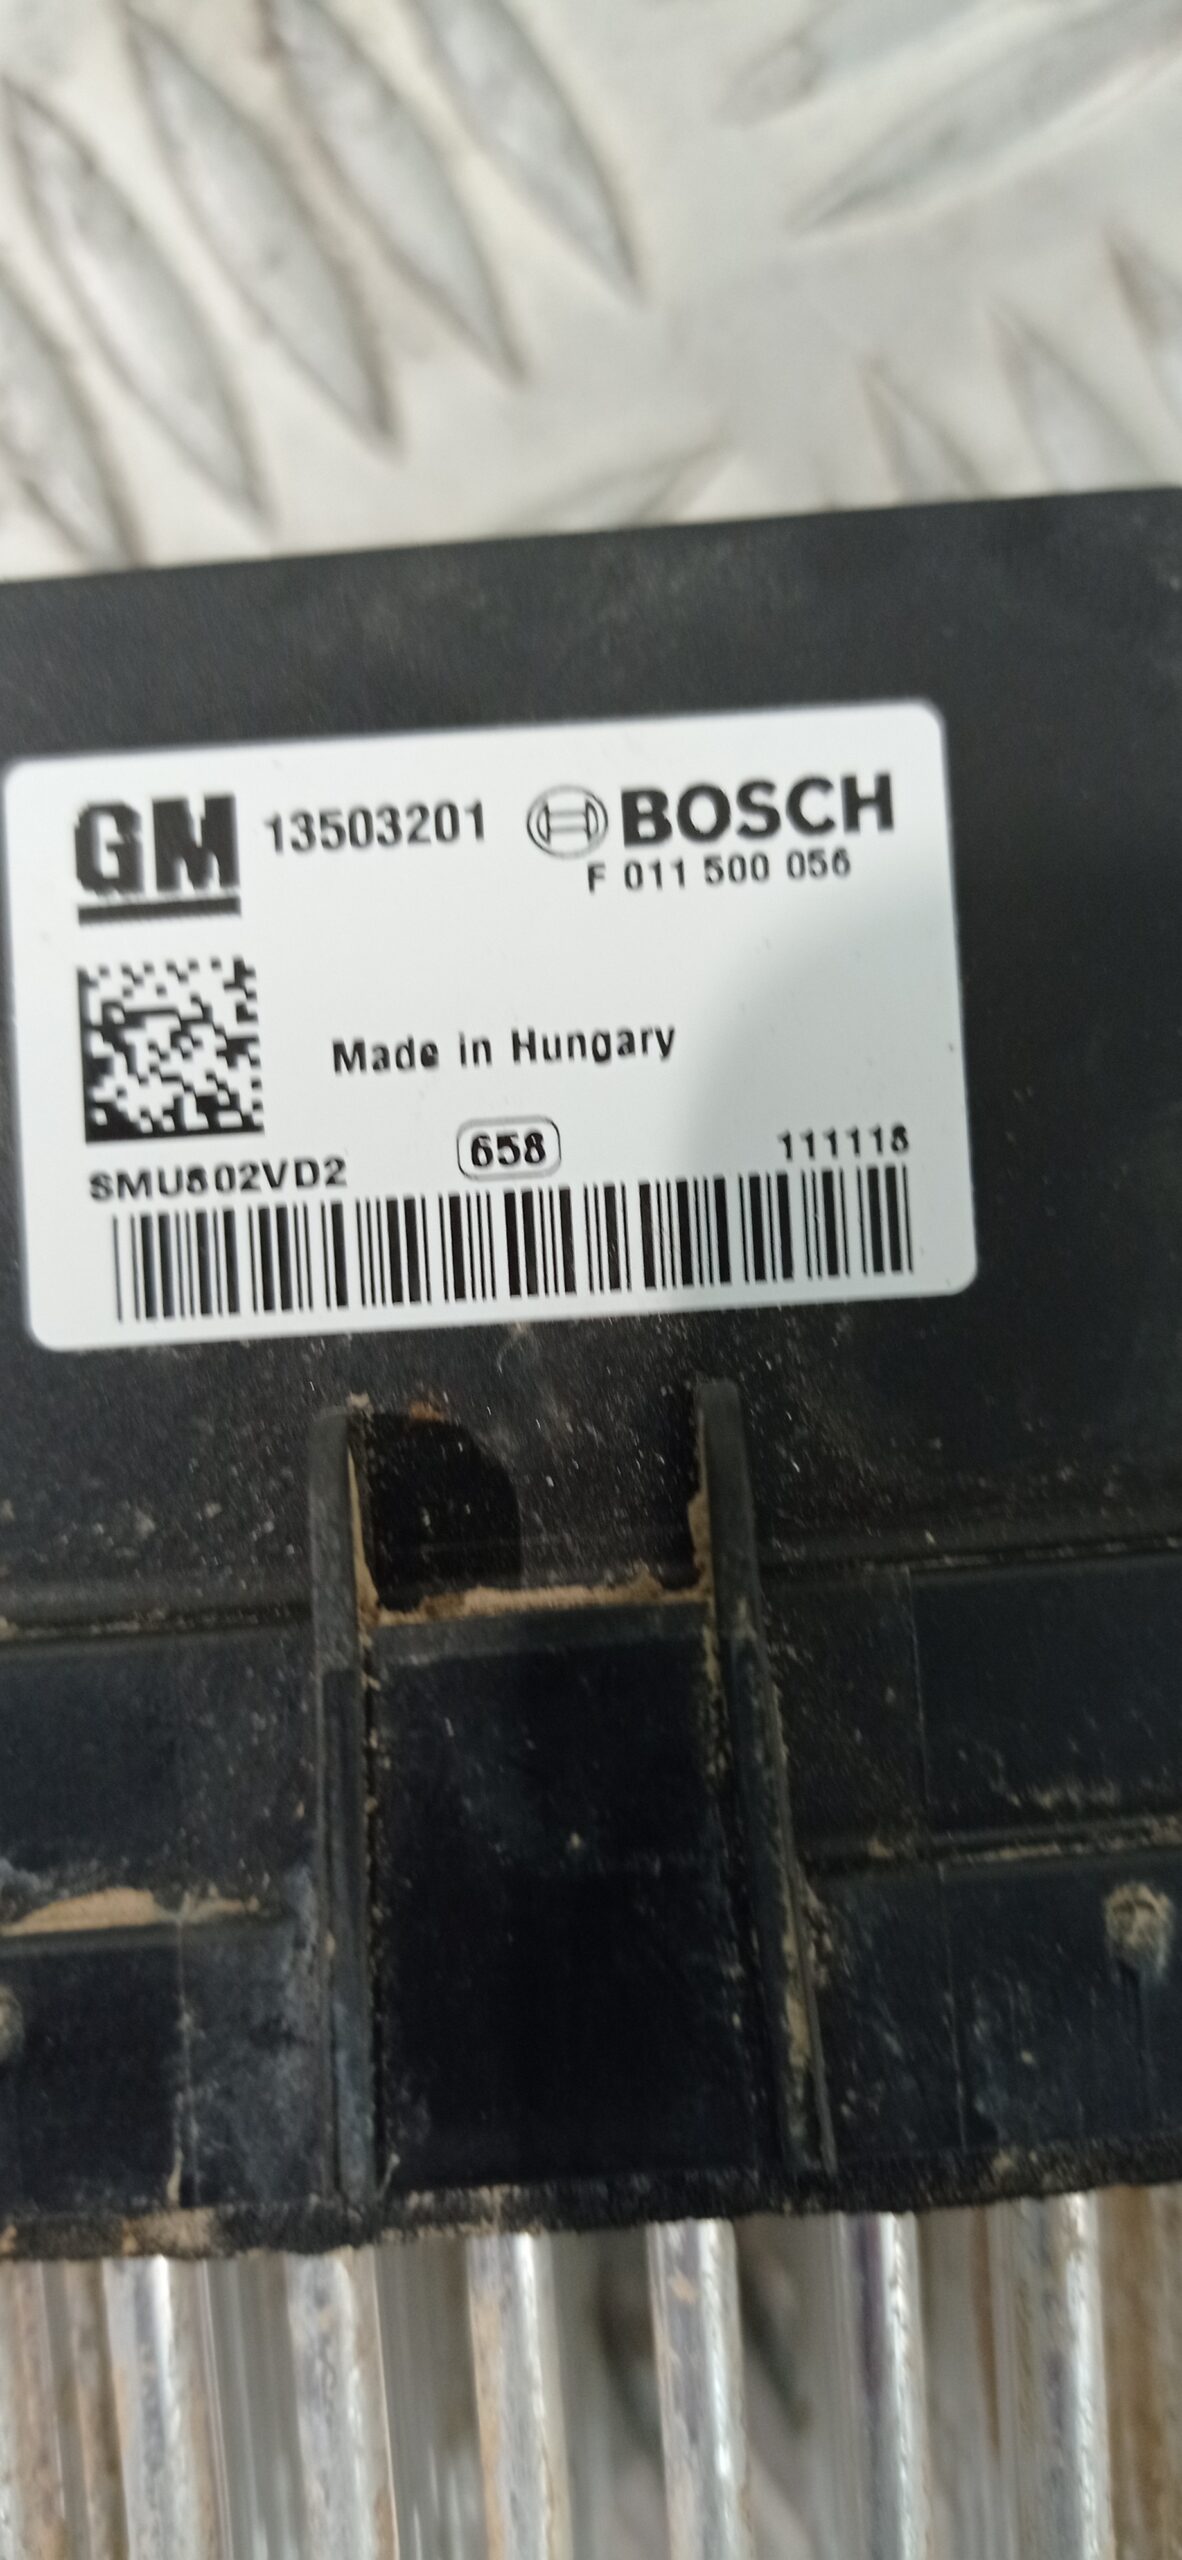 GM 13503201 BOSCH
F 011 500 056
Made in Hungary
SMU802VD2 658 111118